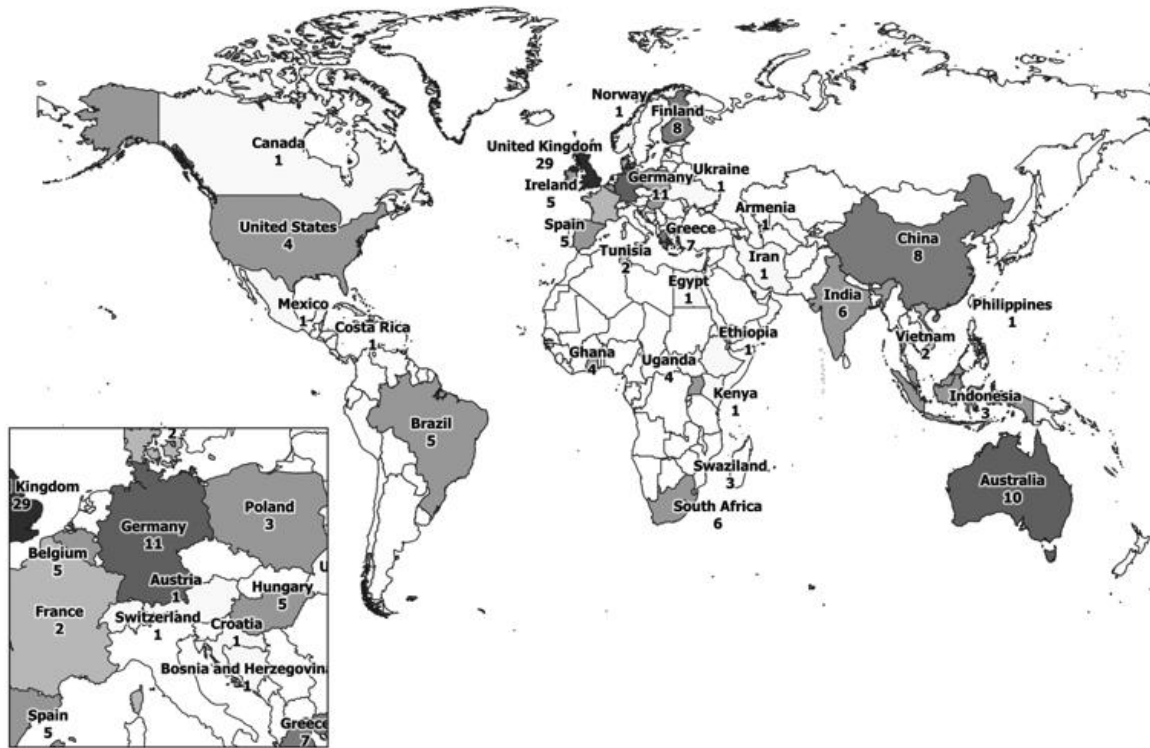 Norway
1
Finland
8
Canada
1
United Kingdom
29
Ireland
5
Germany
11
Ukraine
1
United States
4
Spain
5
Greece
7
Armenia
1
China
8
Tunisia
2
Iran
1
Egypt
1
India
6
Philippines
1
Mexico
1
Costa Rica
1
Ethiopia
1
Vietnam
2
Ghana
4
Uganda
4
Kenya
1
Indonesia
3
Brazil
5
Swaziland
3
South Africa
6
Australia
10
2
Kingdom
29
Germany
11
Poland
3
Belgium
5
Austria
1
Hungary
5
U
France
2
Switzerland
1
Croatia
1
Bosnia and Herzegovina
1
Spain
5
Greece
7